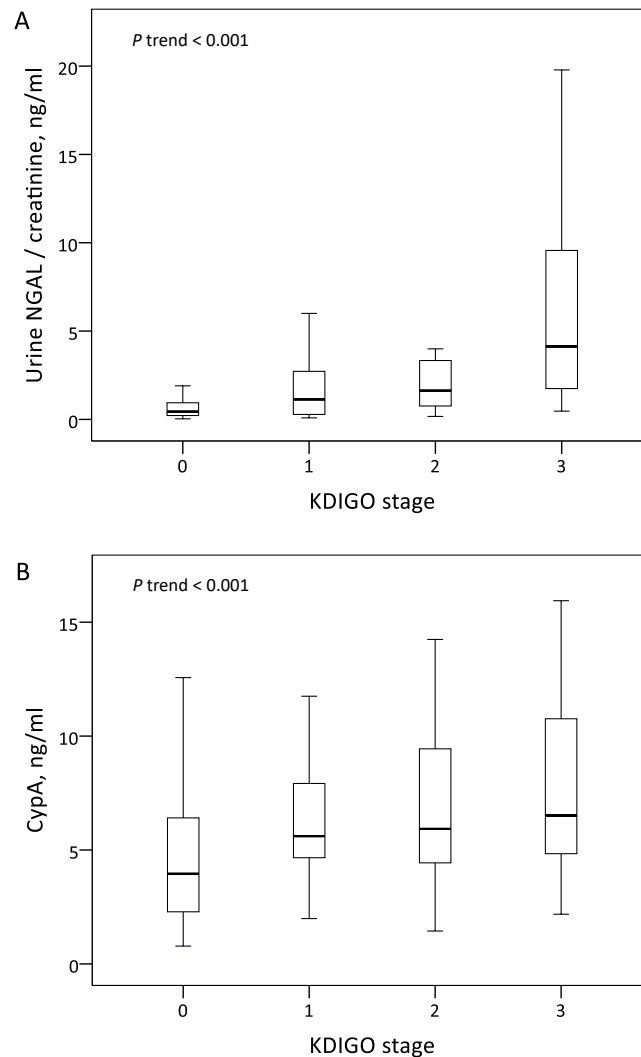 A
P trend < 0.001
Urine NGAL / creatinine, ng/ml
20
15
10
5
0
0 1 2 3
KDIGO stage
B
P trend < 0.001
CypA, ng/ml
15
10
5
0
0 1 2 3
KDIGO stage